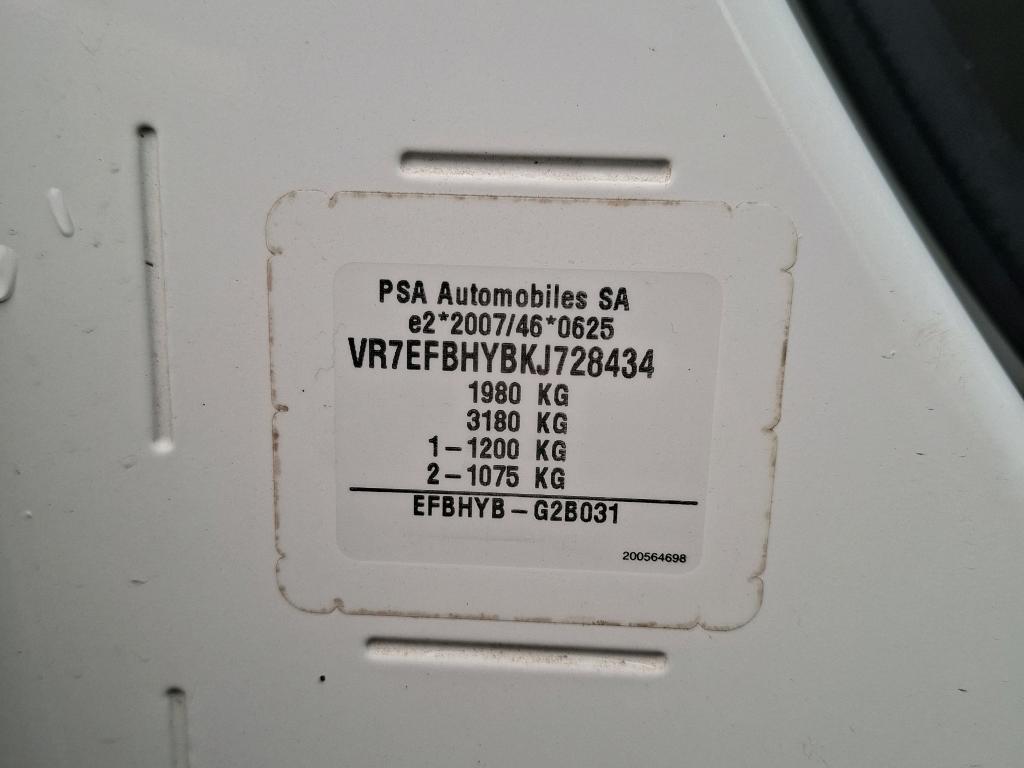 PSA Automobiles SA
e2*2007/46*0625
VR7EFBHYBKJ728434
1980 KG
3180 KG
1-1200 KG
2-1075 KG
EFBHYB-G2B031
200564698